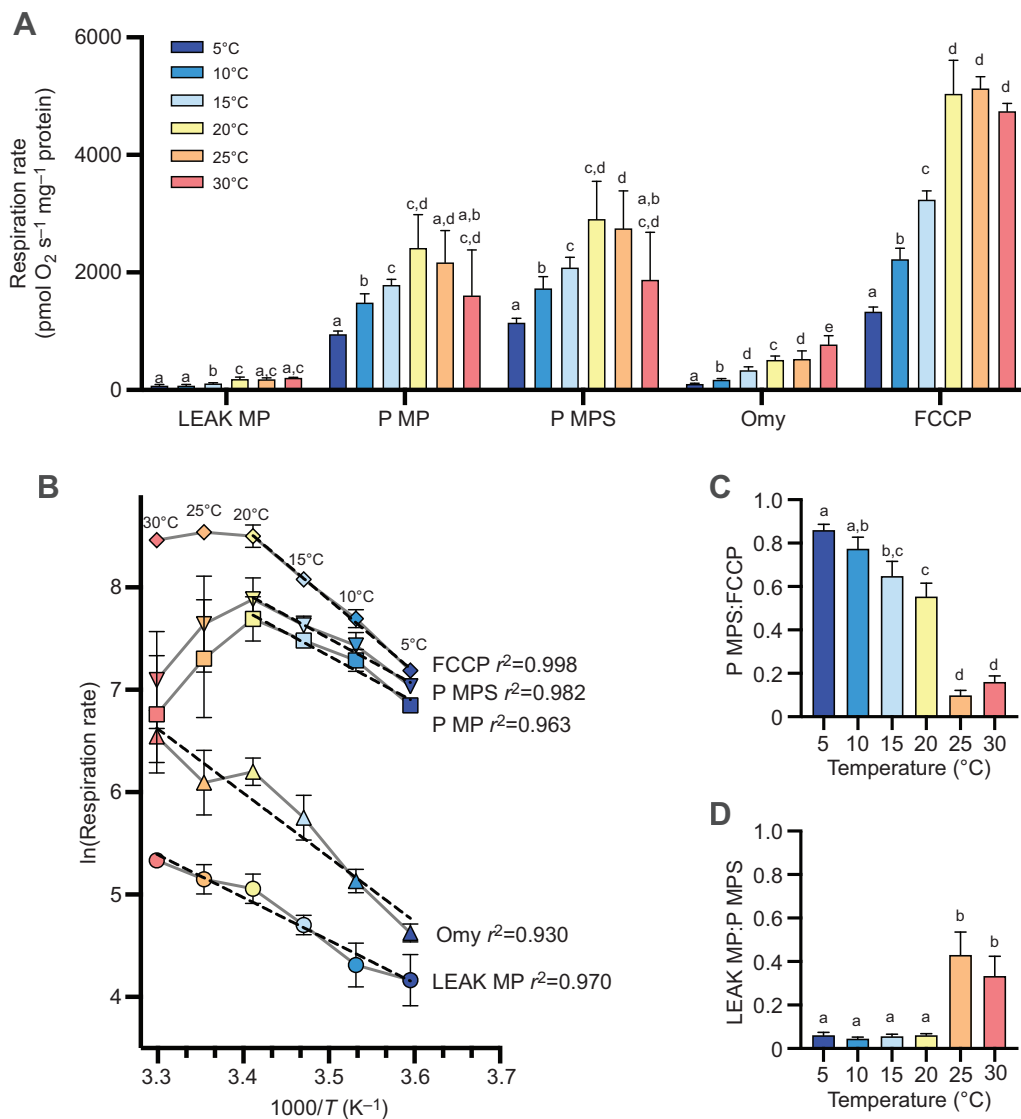 A
6000
4000
2000
0
Respiration rate
(pmol O2 s−1 mg−1 protein)
5°C
10°C
15°C
20°C
25°C
30°C
a a b c a,c a,c
a b c c,d a,d a,b
c,d
a b c c,d d a,b
c,d
a b d c d e
a b c d d d
LEAK MP P MP P MPS Omy FCCP
B
8
7
6
5
4
ln(Respiration rate)
30°C 25°C 20°C
15°C
10°C
5°C
FCCP r2=0.998
P MPS r2=0.982
P MP r2=0.963
Omy r2=0.930
LEAK MP r2=0.970
3.3 3.4 3.5 3.6 3.7
1000/T (K−1)
C
1.0
0.8
0.6
0.4
0.2
0
P MPS:FCCP
a a,b b,c c d d
5 10 15 20 25 30
Temperature (°C)
D
1.0
0.8
0.6
0.4
0.2
0
LEAK MP:P MPS
a a a a b b
5 10 15 20 25 30
Temperature (°C)